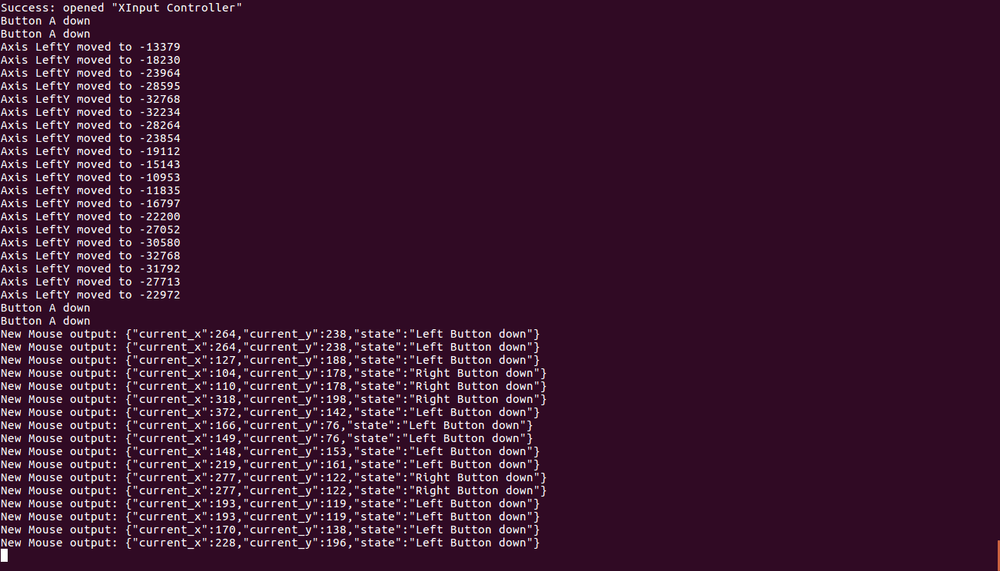 Success: opened "XInput Controller"
Button A down
Button A down
Axis LeftY moved to -13379
Axis LeftY moved to -18230
Axis LeftY moved to -23964
Axis LeftY moved to -28595
Axis LeftY moved to -32768
Axis LeftY moved to -32234
Axis LeftY moved to -28264
Axis LeftY moved to -23854
Axis LeftY moved to -19112
Axis LeftY moved to -15143
Axis LeftY moved to -10953
Axis LeftY moved to -11835
Axis LeftY moved to -16797
Axis LeftY moved to -22200
Axis LeftY moved to -27052
Axis LeftY moved to -30580
Axis LeftY moved to -32768
Axis LeftY moved to -31792
Axis LeftY moved to -27713
Axis LeftY moved to -22972
Button A down
Button A down
New Mouse output: {"current_x":264,"current_y":238,"state":"Left Button down"}
New Mouse output: {"current_x":264,"current_y":238,"state":"Left Button down"}
New Mouse output: {"current_x":127,"current_y":188,"state":"Left Button down"}
New Mouse output: {"current_x":104,"current_y":178,"state":"Right Button down"}
New Mouse output: {"current_x":110,"current_y":178,"state":"Right Button down"}
New Mouse output: {"current_x":318,"current_y":198,"state":"Right Button down"}
New Mouse output: {"current_x":372,"current_y":142,"state":"Left Button down"}
New Mouse output: {"current_x":166,"current_y":76,"state":"Left Button down"}
New Mouse output: {"current_x":149,"current_y":76,"state":"Left Button down"}
New Mouse output: {"current_x":148,"current_y":153,"state":"Left Button down"}
New Mouse output: {"current_x":219,"current_y":161,"state":"Left Button down"}
New Mouse output: {"current_x":277,"current_y":122,"state":"Right Button down"}
New Mouse output: {"current_x":277,"current_y":122,"state":"Right Button down"}
New Mouse output: {"current_x":193,"current_y":119,"state":"Left Button down"}
New Mouse output: {"current_x":193,"current_y":119,"state":"Left Button down"}
New Mouse output: {"current_x":170,"current_y":138,"state":"Left Button down"}
New Mouse output: {"current_x":228,"current_y":196,"state":"Left Button down"}